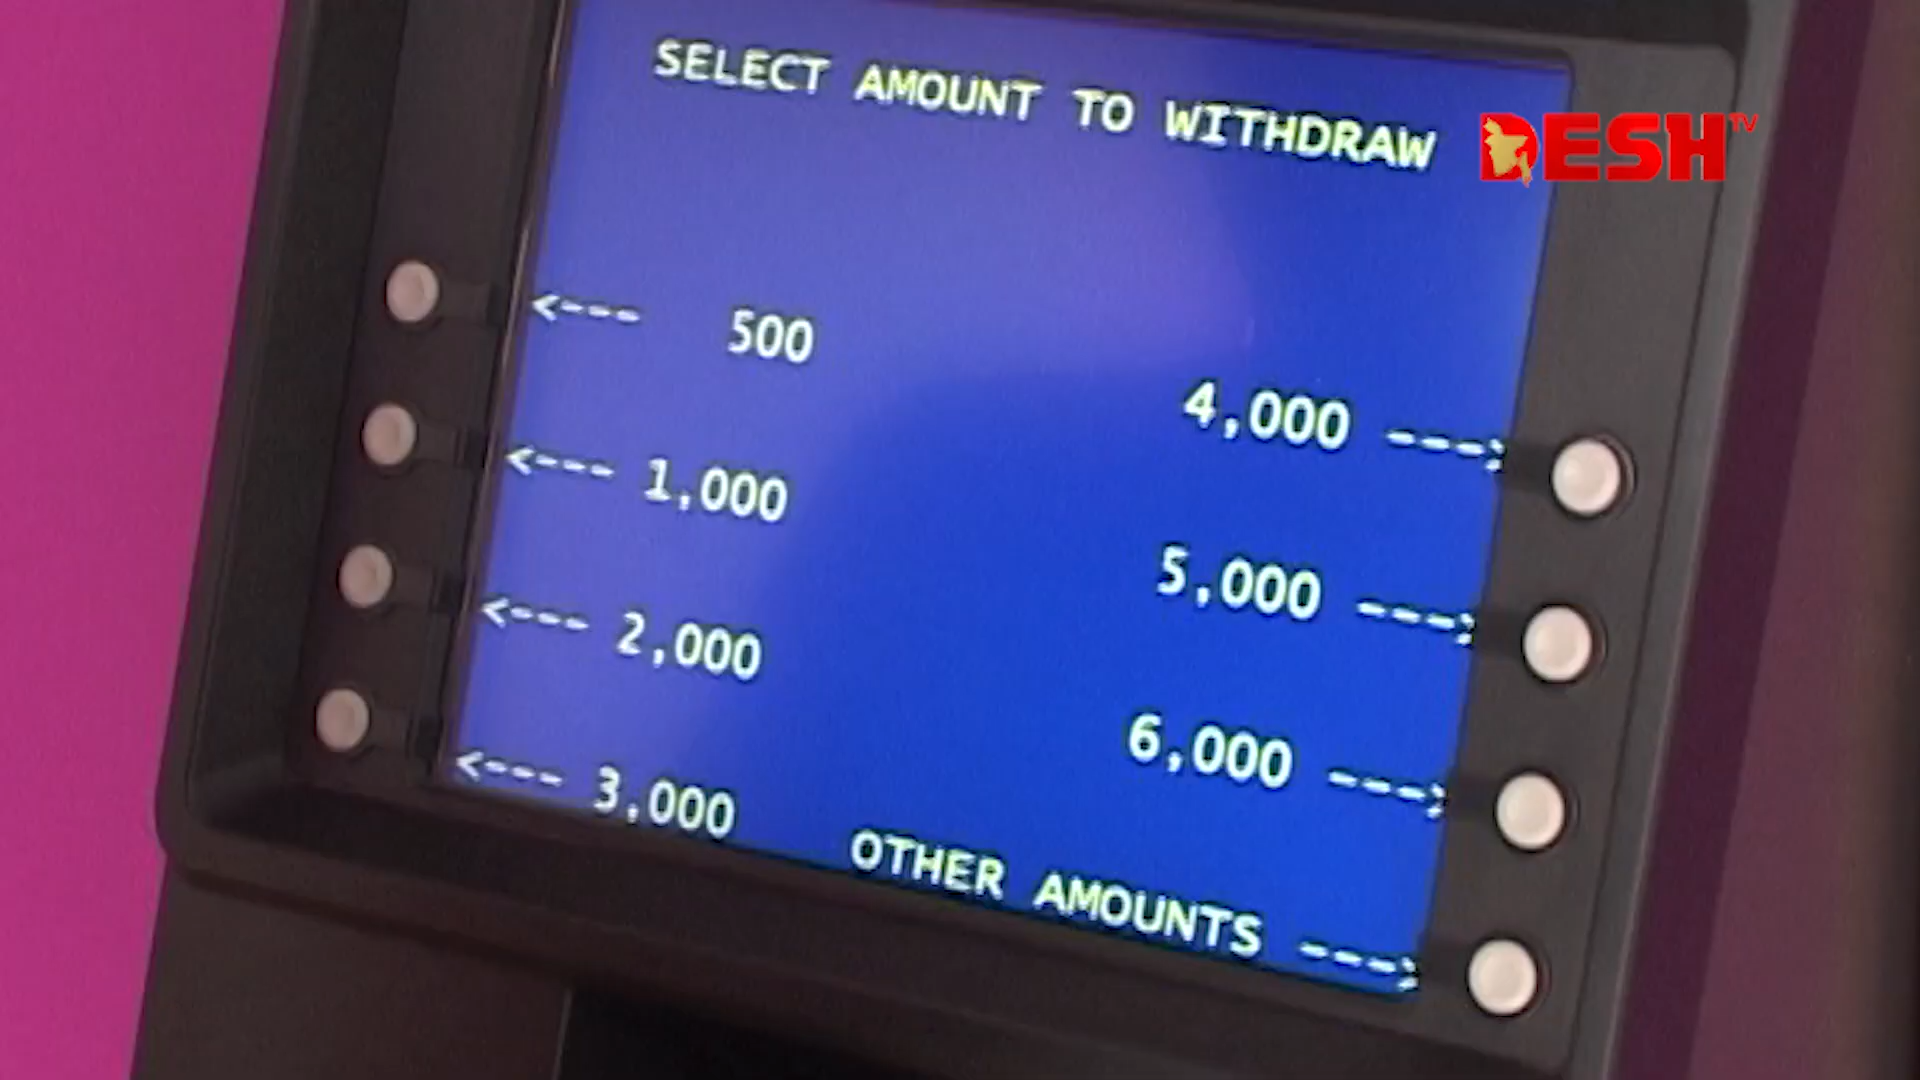 SELECT AMOUNT TO WITHDRAW
DESH TV
<--- 500
4,000 --->
<--- 1,000
5,000 --->
<--- 2,000
6,000 --->
<--- 3,000
OTHER AMOUNTS --->